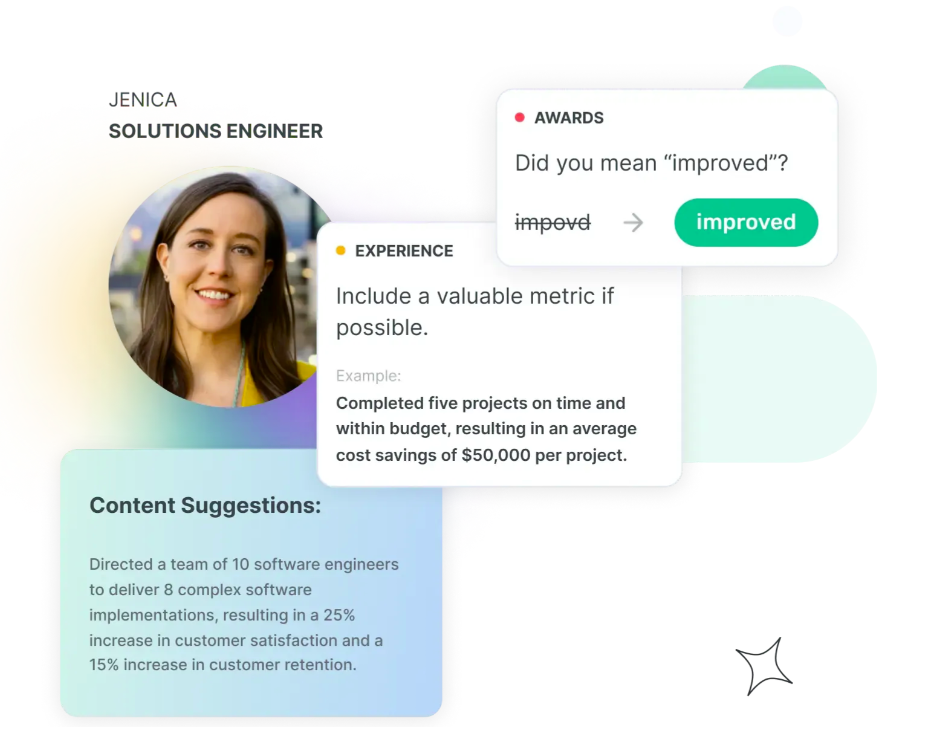 JENICA
SOLUTIONS ENGINEER
AWARDS
Did you mean “improved”?
impovd
improved
EXPERIENCE
Include a valuable metric if
possible.
Example:
Completed five projects on time and
within budget, resulting in an average
cost savings of $50,000 per project.
Content Suggestions:
Directed a team of 10 software engineers
to deliver 8 complex software
implementations, resulting in a 25%
increase in customer satisfaction and a
15% increase in customer retention.